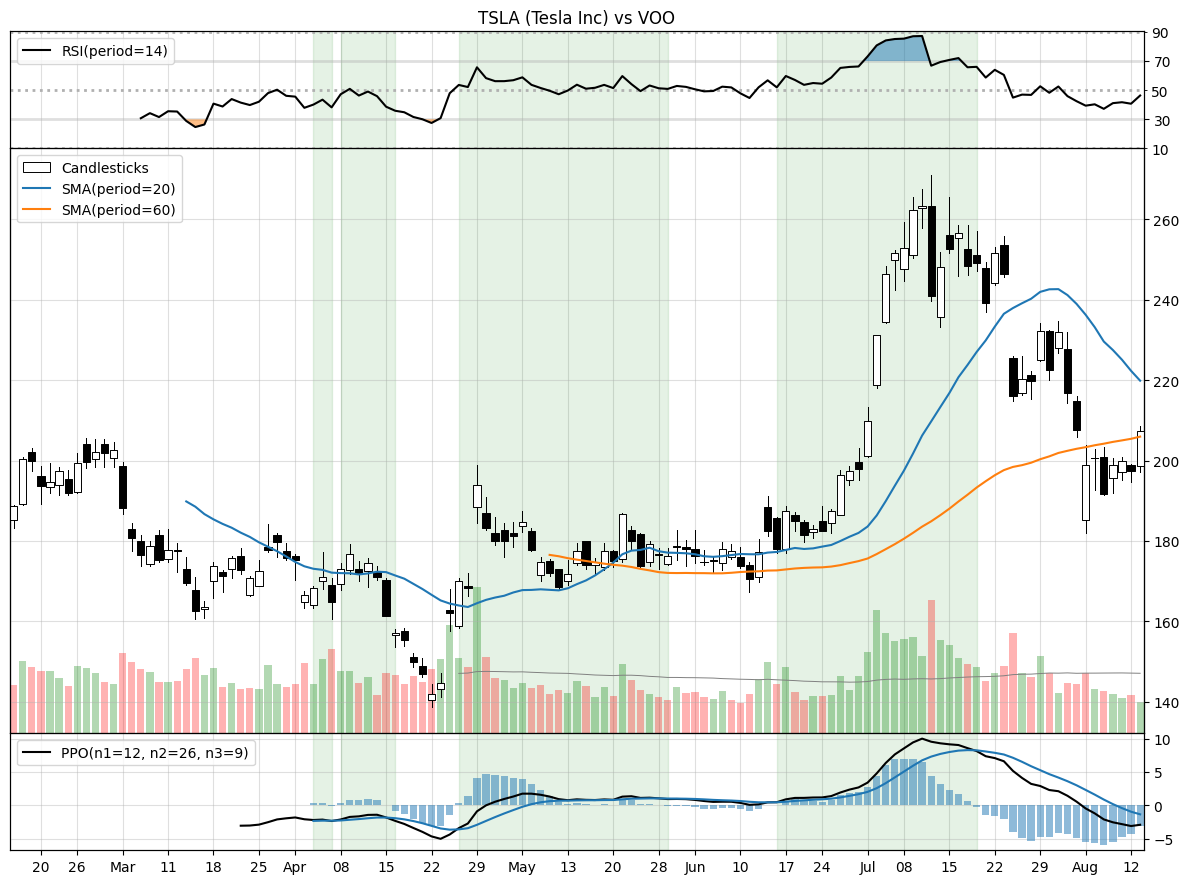 TSLA (Tesla Inc) vs VOO
RSI(period=14)
90
70
50
30
10
Candlesticks
SMA(period=20)
SMA(period=60)
260
240
220
200
180
160
140
PPO(n1=12, n2=26, n3=9)
10
5
0
−5
20 26 Mar 11 18 25 Apr 08 15 22 29 May 13 20 28 Jun 10 17 24 Jul 08 15 22 29 Aug 12